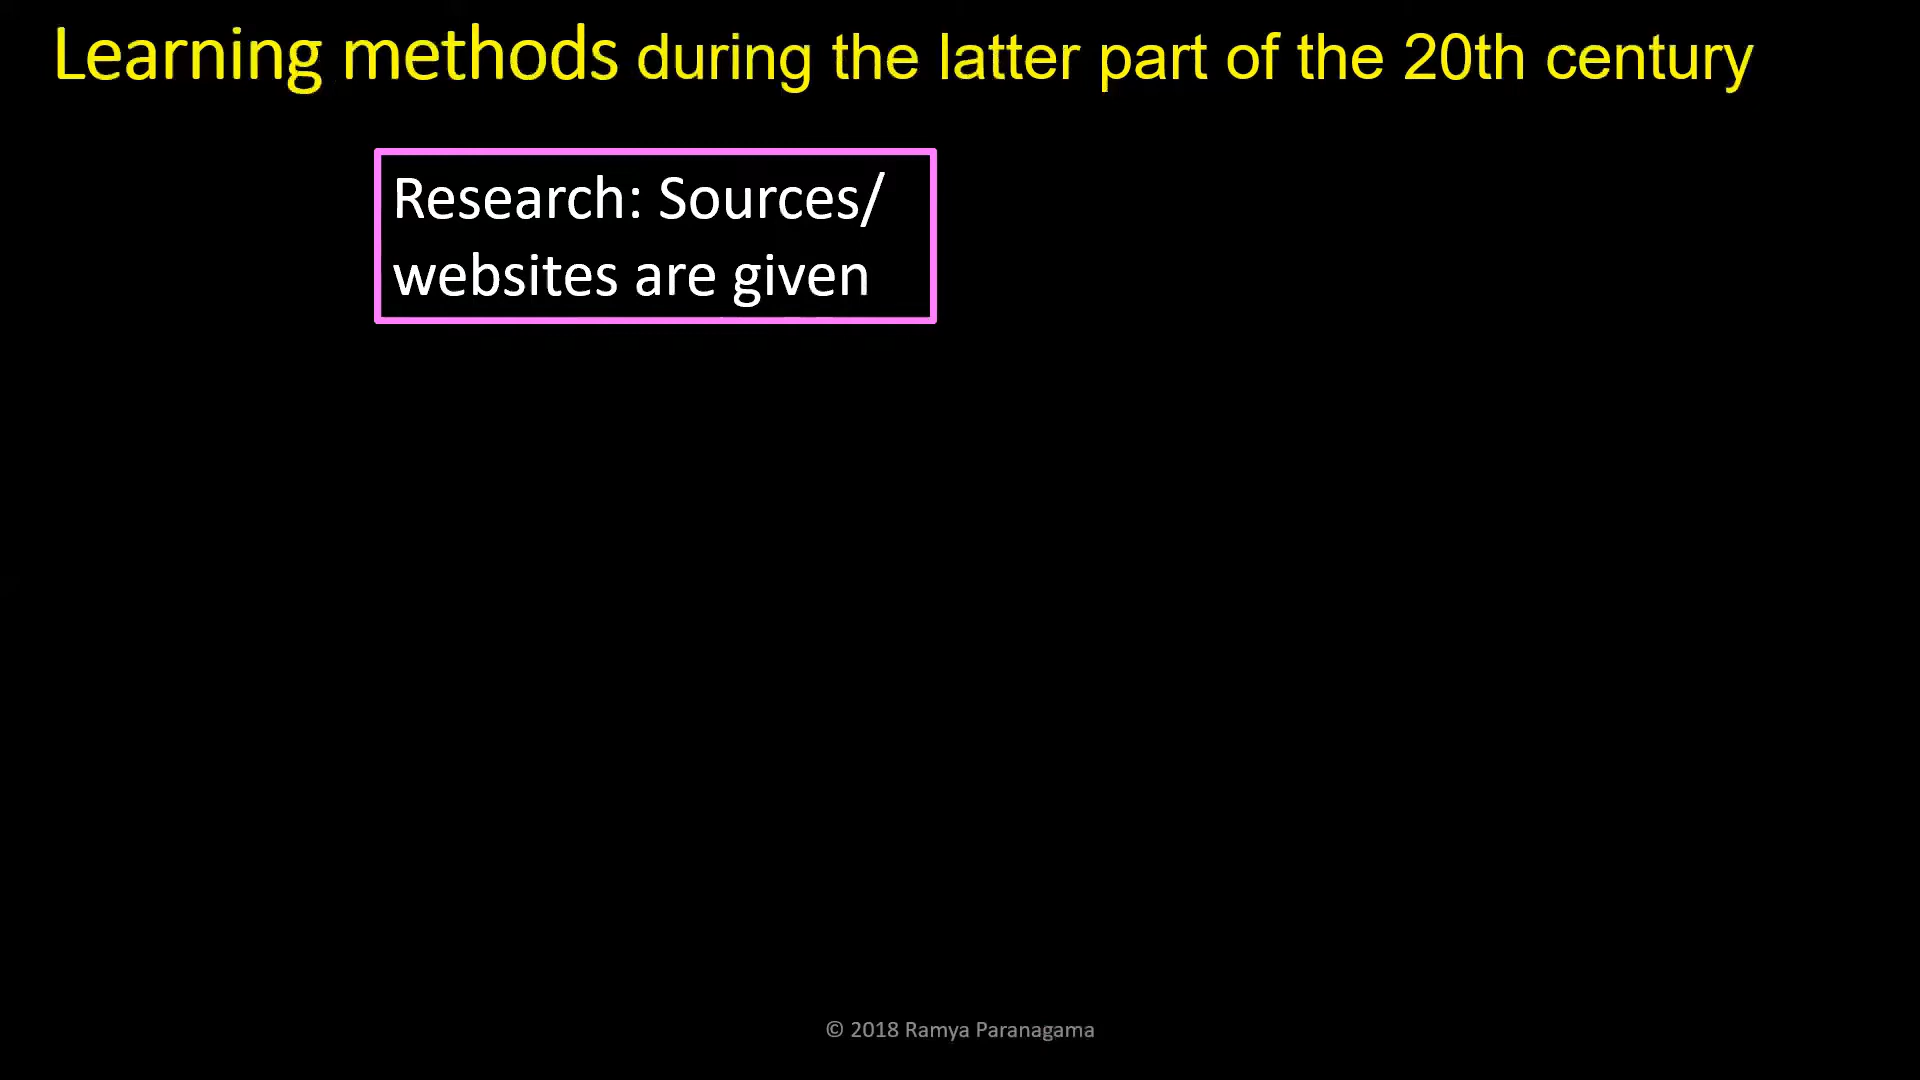 Learning methods during the latter part of the 20th century
Research: Sources/
websites are given
© 2018 Ramya Paranagama